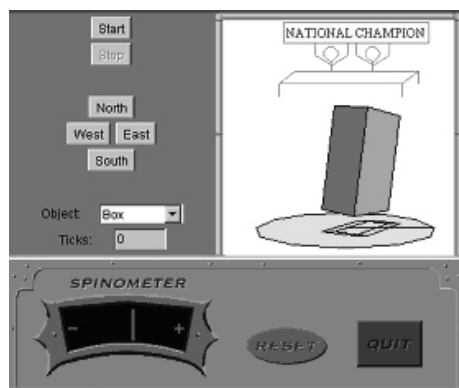 Start
Stop
North
West East
South
Object: Box
Ticks: 0
NATIONAL CHAMPION
SPINOMETER
- +
RESET
QUIT